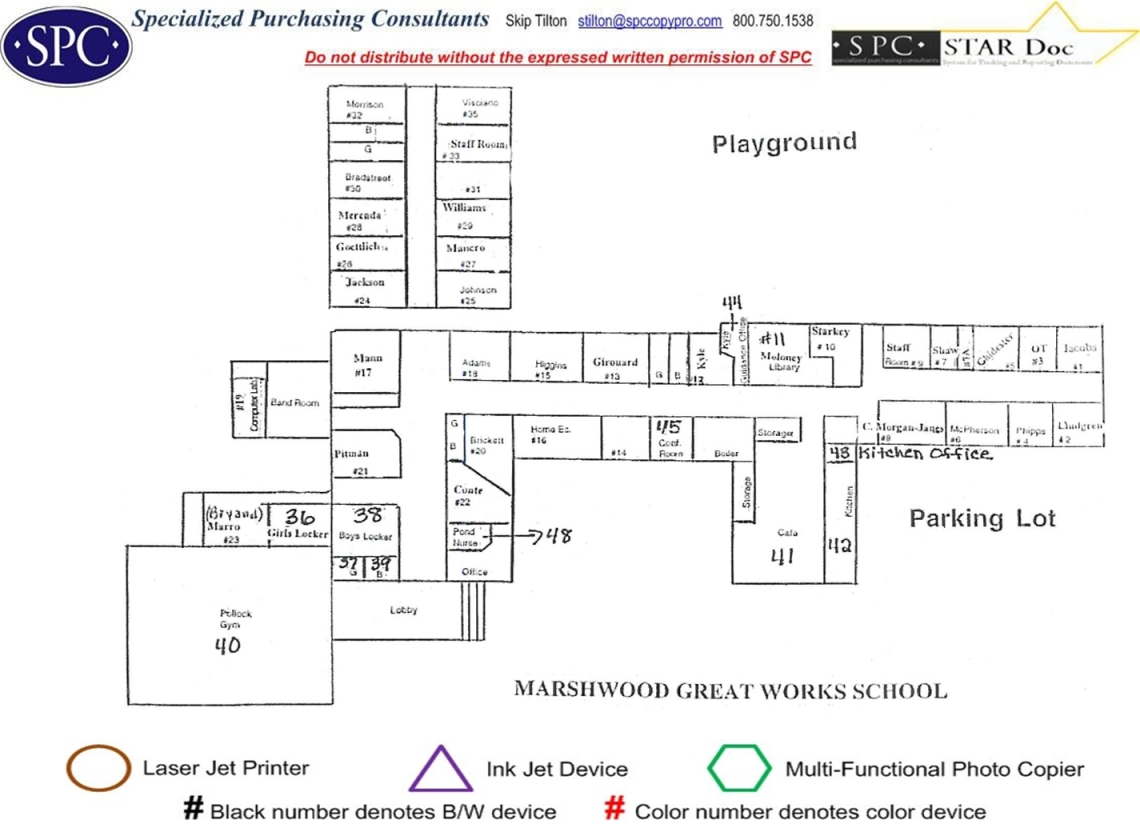 SPC
Specialized Purchasing Consultants Skip Tilton stilton@spccopypro.com 800.750.1538
Do not distribute without the expressed written permission of SPC
SPC STAR Doc
specialized purchasing consultants System for Tracking and Reporting Documents
Morrison
#32
B
G
Bradstreet
#30
Merenda
#28
Goettlich
#26
Jackson
#24
Visciano
#35
Staff Room
#33
#31
Williams
#29
Mancro
#27
Johnson
#25
Playground
Mann
#17
#19
Computer Lab
Band Room
Pitman
#21
Adams
#18
Higgins
#15
Girouard
#13
G
B
Kyle
#12
44
Kyle
Guidance Office
#11
Moloney
Library
Starkey
#10
Staff
Room #9
Shaw
#7
#7A
#5
OT
#3
Jacobs
#1
G
B
Brickett
#20
Home Ec.
#16
#14
45
Conf.
Room
Boiler
Storage
C. Morgan-Jangs
#8
McPherson
#6
Phipps
#4
Lindgren
#2
43 Kitchen Office
Conte
#22
Pond
Nurse
48
Office
Storage
Cafa
41
Kitchen
42
Parking Lot
(Bryand)
Marro
#23
36
Girls Locker
38
Boys Locker
37
G
39
B
Lobby
Pollock
Gym
40
MARSHWOOD GREAT WORKS SCHOOL
Laser Jet Printer
Ink Jet Device
Multi-Functional Photo Copier
# Black number denotes B/W device
# Color number denotes color device